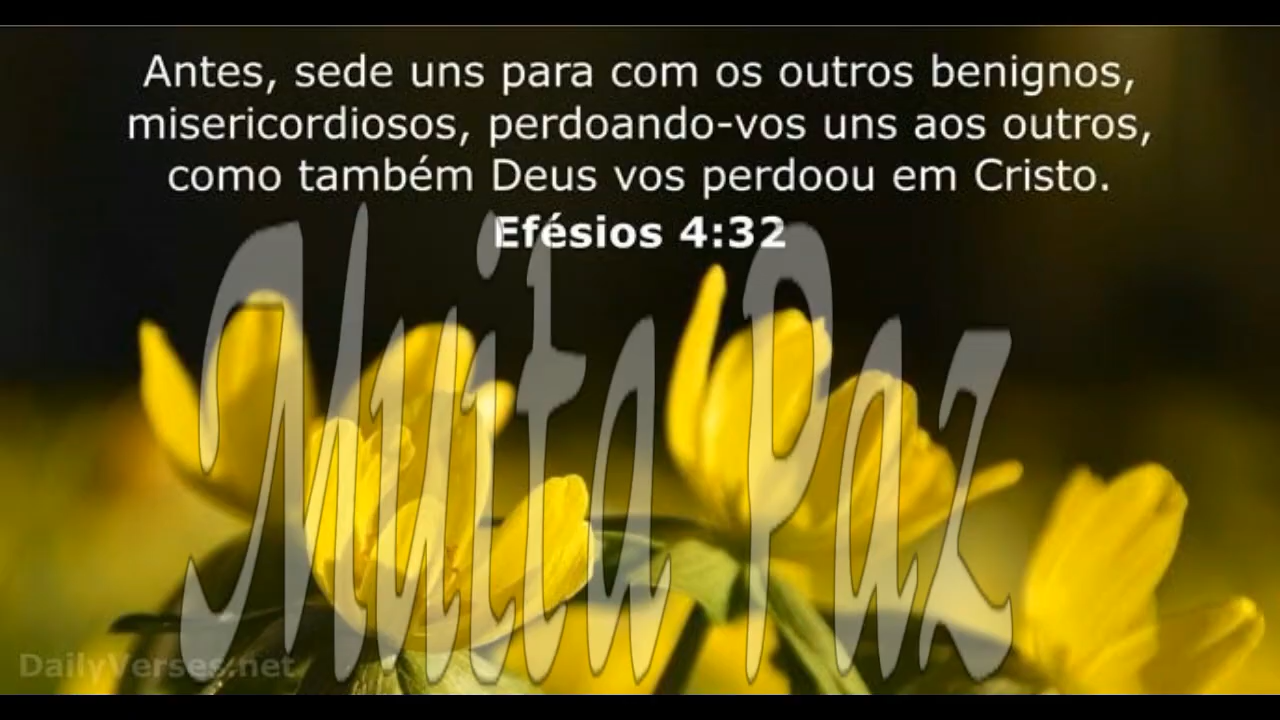 Antes, sede uns para com os outros benignos,
misericordiosos, perdoando-vos uns aos outros,
como também Deus vos perdoou em Cristo.
Efésios 4:32
Muita Paz
DailyVerses.net